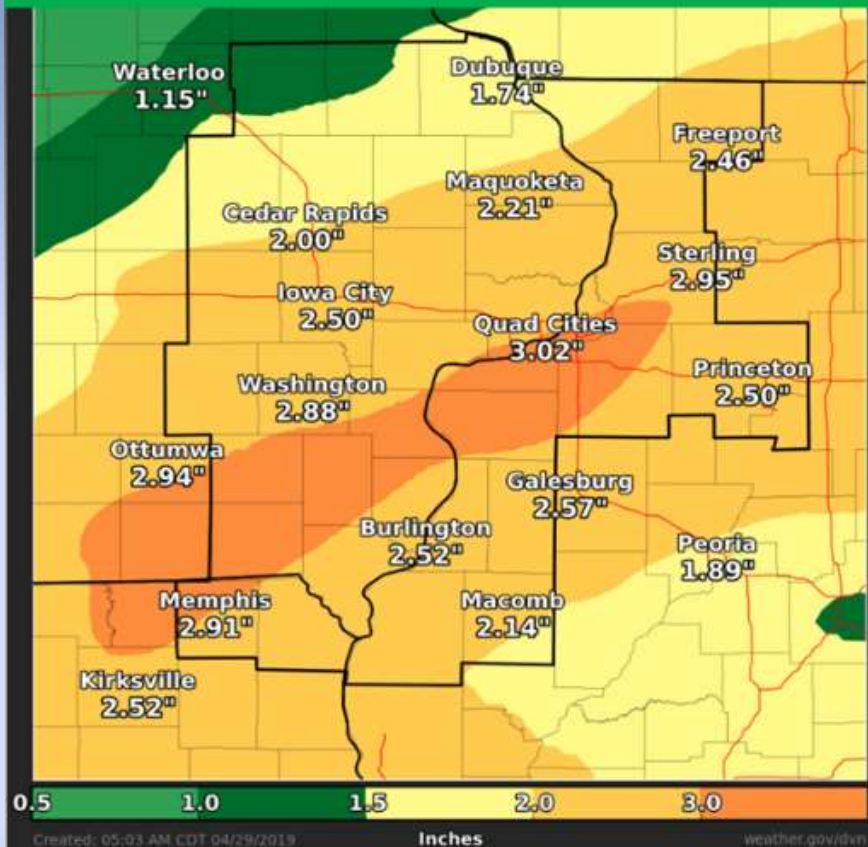 Waterloo
1.15"
Dubuque
1.74"
Freeport
2.46"
Maquoketa
2.21"
Cedar Rapids
2.00"
Sterling
2.95"
Iowa City
2.50"
Quad Cities
3.02"
Princeton
2.50"
Washington
2.88"
Ottumwa
2.94"
Galesburg
2.57"
Burlington
2.52"
Peoria
1.89"
Memphis
2.91"
Macomb
2.14"
Kirksville
2.52"
0.5 1.0 1.5 2.0 3.0
Created: 05:03 AM CDT 04/29/2019 Inches weather.gov/dvn